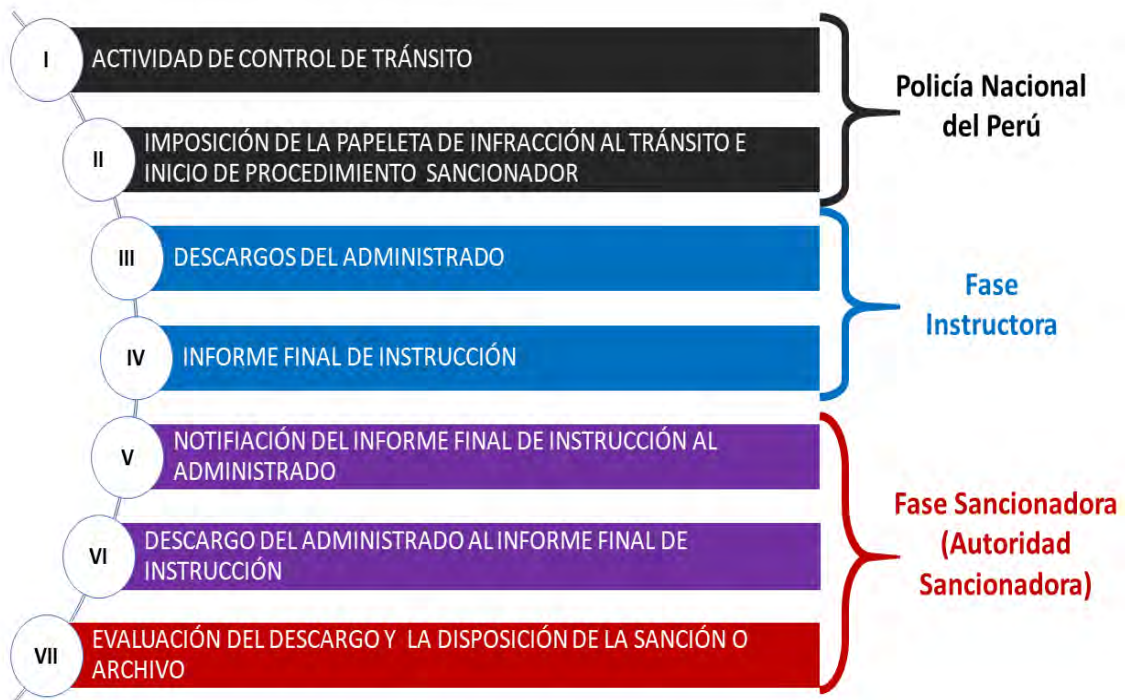 I
ACTIVIDAD DE CONTROL DE TRÁNSITO
II
IMPOSICIÓN DE LA PAPELETA DE INFRACCIÓN AL TRÁNSITO E
INICIO DE PROCEDIMIENTO SANCIONADOR
Policía Nacional
del Perú
III
DESCARGOS DEL ADMINISTRADO
IV
INFORME FINAL DE INSTRUCCIÓN
Fase
Instructora
V
NOTIFIACIÓN DEL INFORME FINAL DE INSTRUCCIÓN AL
ADMINISTRADO
VI
DESCARGO DEL ADMINISTRADO AL INFORME FINAL DE
INSTRUCCIÓN
VII
EVALUACIÓN DEL DESCARGO Y LA DISPOSICIÓN DE LA SANCIÓN O
ARCHIVO
Fase Sancionadora
(Autoridad
Sancionadora)